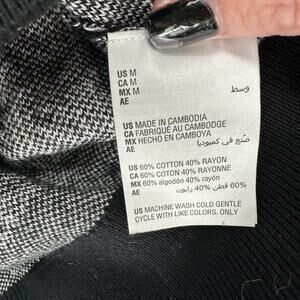 US M
CA M
MX M
AE وسط
US MADE IN CAMBODIA
CA FABRIQUÉ AU CAMBODGE
MX HECHO EN CAMBOYA
AE صنع في كمبوديا
US 60% COTTON 40% RAYON
CA 60% COTON 40% RAYONNE
MX 60% algodón 40% rayón
AE 60% قطن 40% رايون
US MACHINE WASH COLD GENTLE
CYCLE WITH LIKE COLORS. ONLY